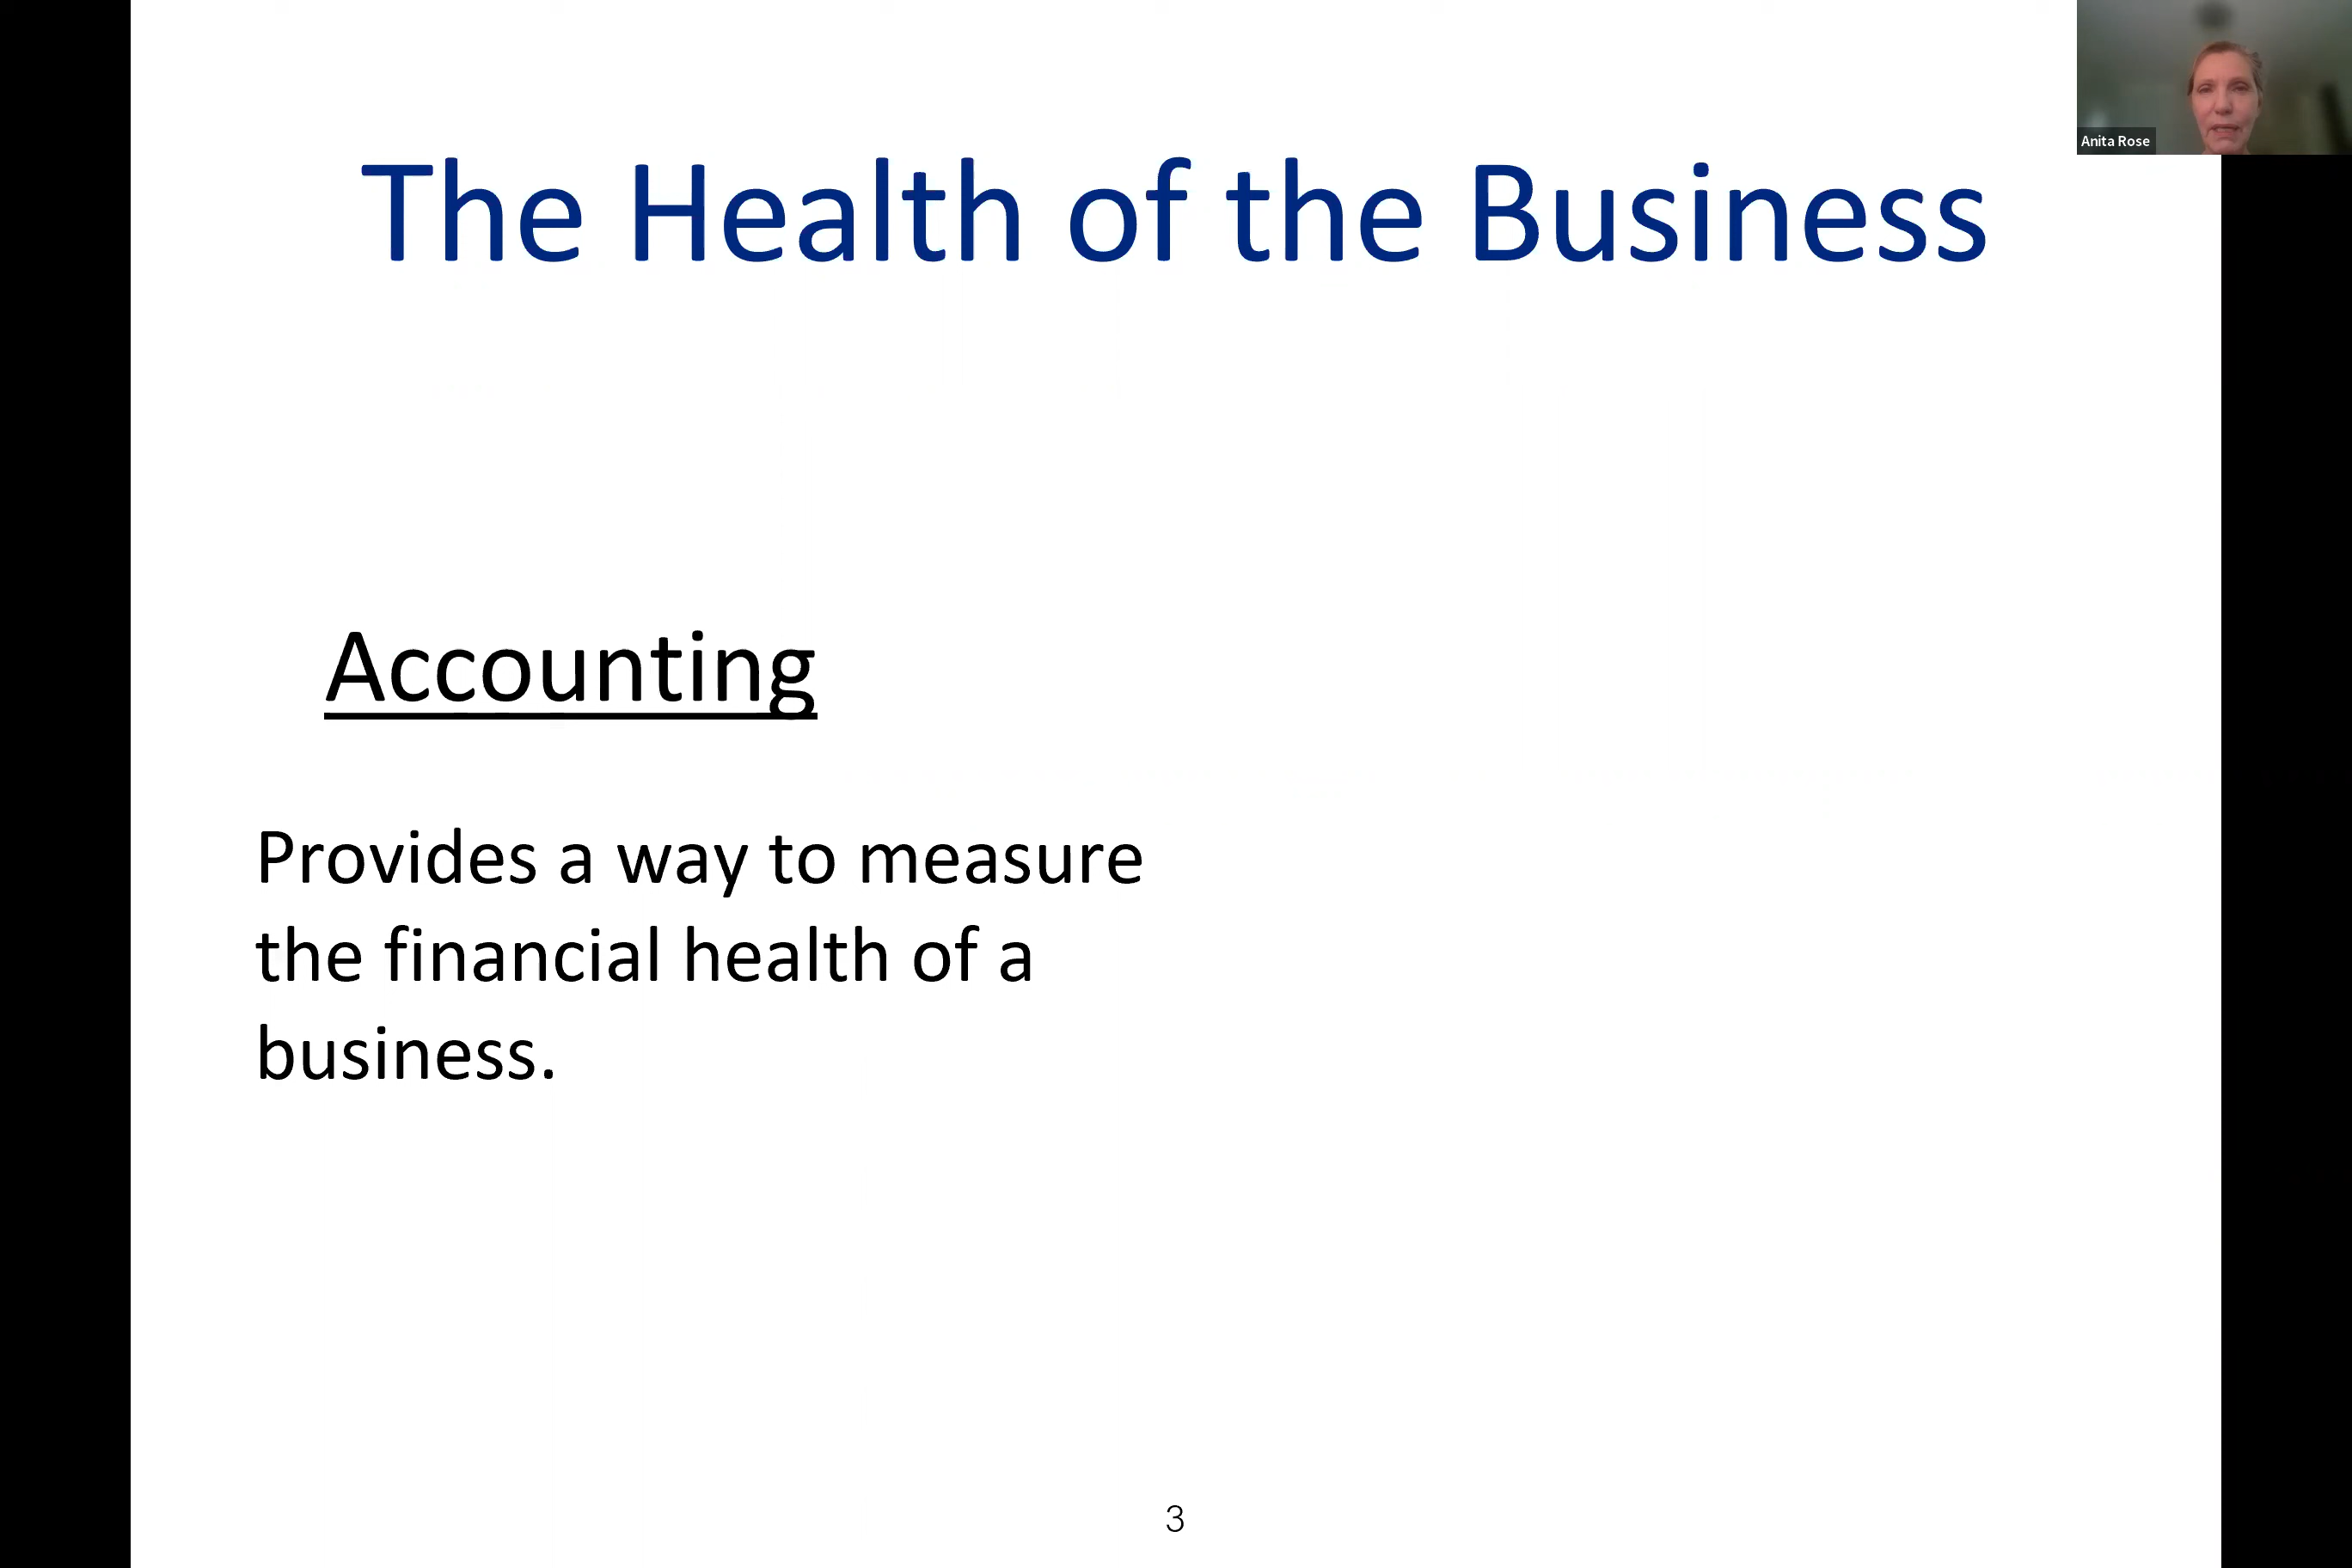 The Health of the Business
Anita Rose
Accounting
Provides a way to measure
the financial health of a
business.
3